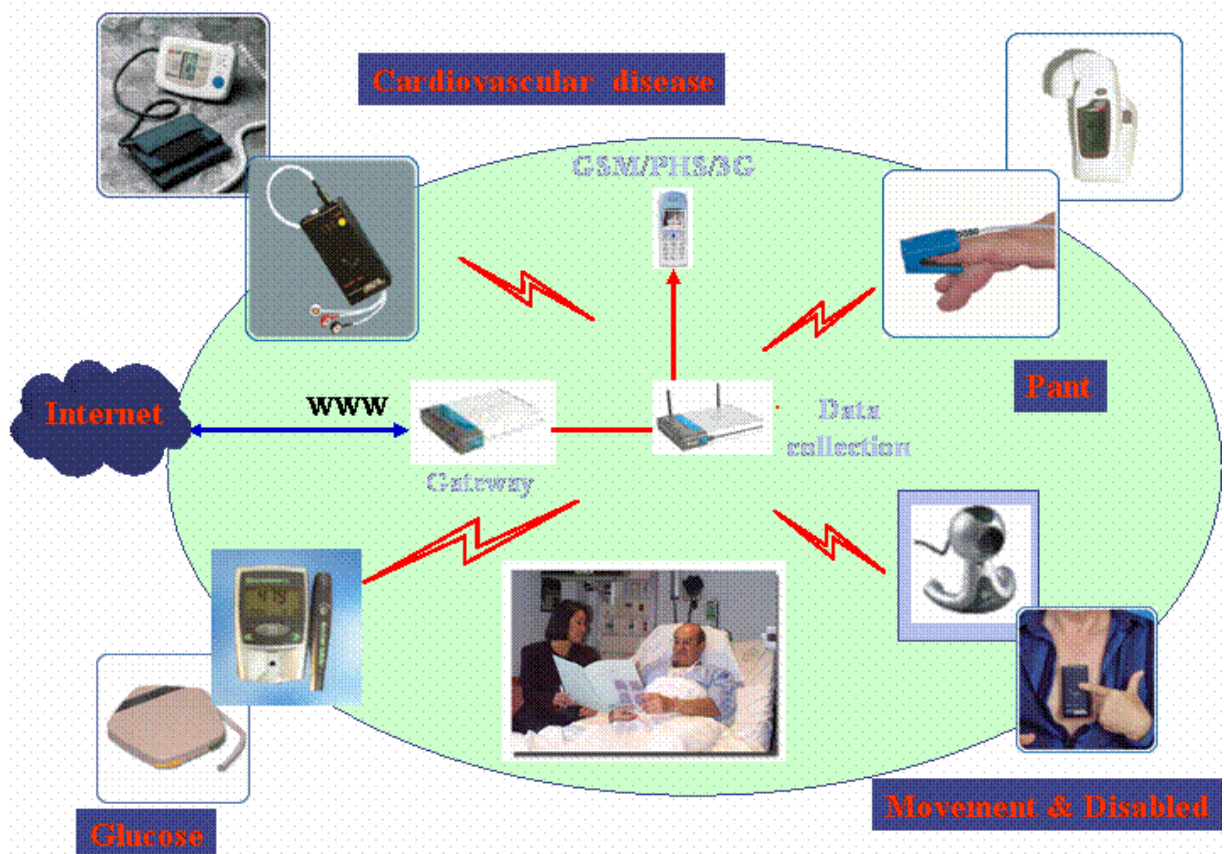 Cardiovascular disease
GSM/PHS/3G
Pant
Internet
WWW
Data
collection
Gateway
Movement & Disabled
Glucose